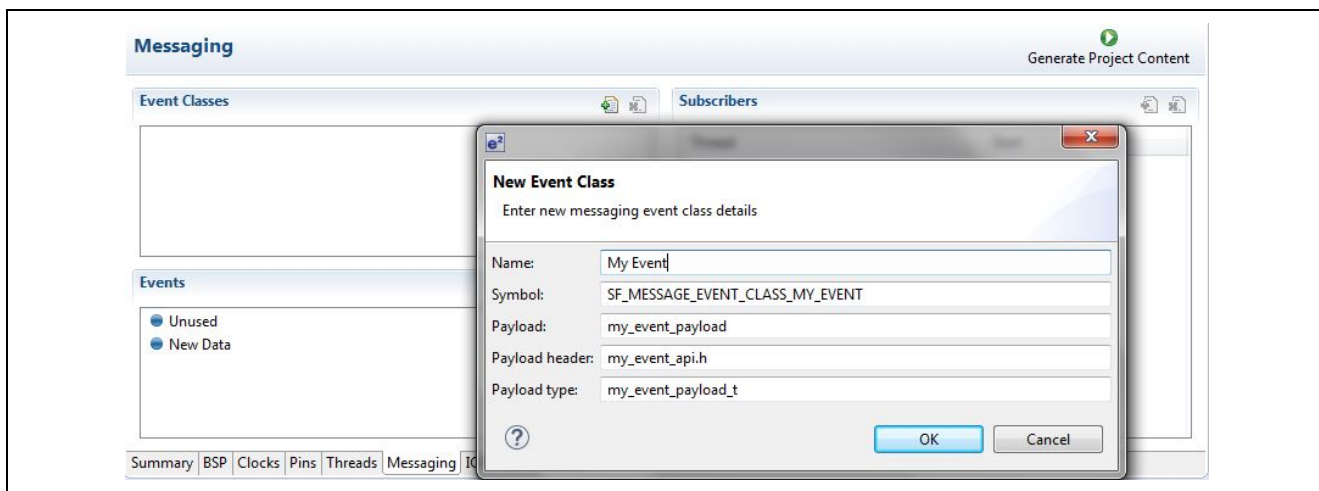 Messaging
Generate Project Content
Event Classes
Subscribers
e²
New Event Class
Enter new messaging event class details
Name: My Event
Symbol: SF_MESSAGE_EVENT_CLASS_MY_EVENT
Payload: my_event_payload
Payload header: my_event_api.h
Payload type: my_event_payload_t
Events
Unused
New Data
? OK Cancel
Summary BSP Clocks Pins Threads Messaging